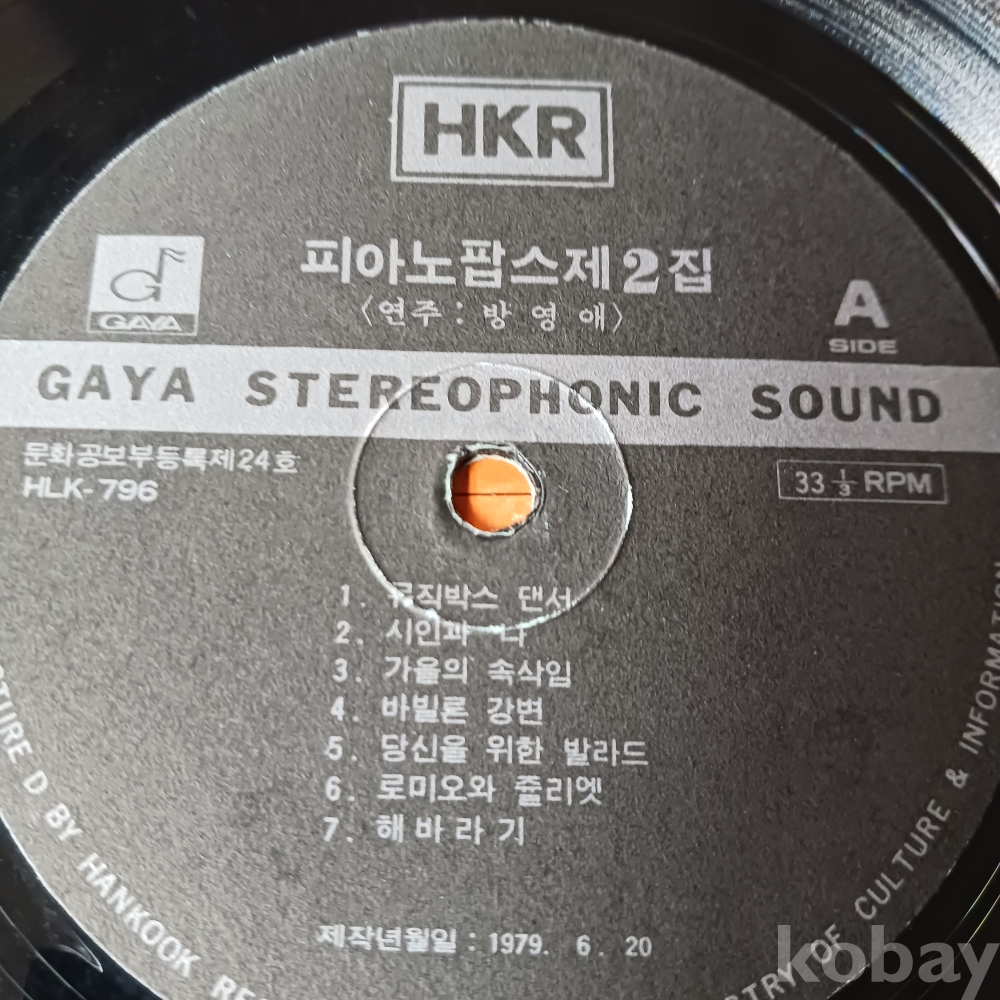 HKR
피아노팝스제2집
<연주 : 방영애>
GAYA
A
SIDE
GAYA STEREOPHONIC SOUND
문화공보부등록제24호
HLK-796
33 1/3 RPM
1. 뮤직박스 댄서
2. 시인과 나
3. 가을의 속삭임
4. 바빌론 강변
5. 당신을 위한 발라드
6. 로미오와 쥴리엣
7. 해바라기
제작년월일 : 1979. 6. 20
D BY HANKOOK
OF CULTURE & INFORMATION
kobay